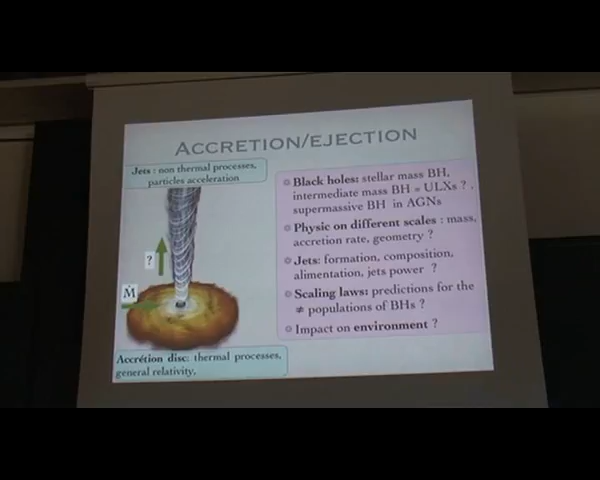 ACCRETION/EJECTION
Jets : non thermal processes,
particles acceleration
?
Ṁ
Accrétion disc: thermal processes,
general relativity,
Black holes: stellar mass BH,
intermediate mass BH = ULXs ? ,
supermassive BH in AGNs
Physic on different scales : mass,
accretion rate, geometry ?
Jets: formation, composition,
alimentation, jets power ?
Scaling laws: predictions for the
≠ populations of BHs ?
Impact on environment ?